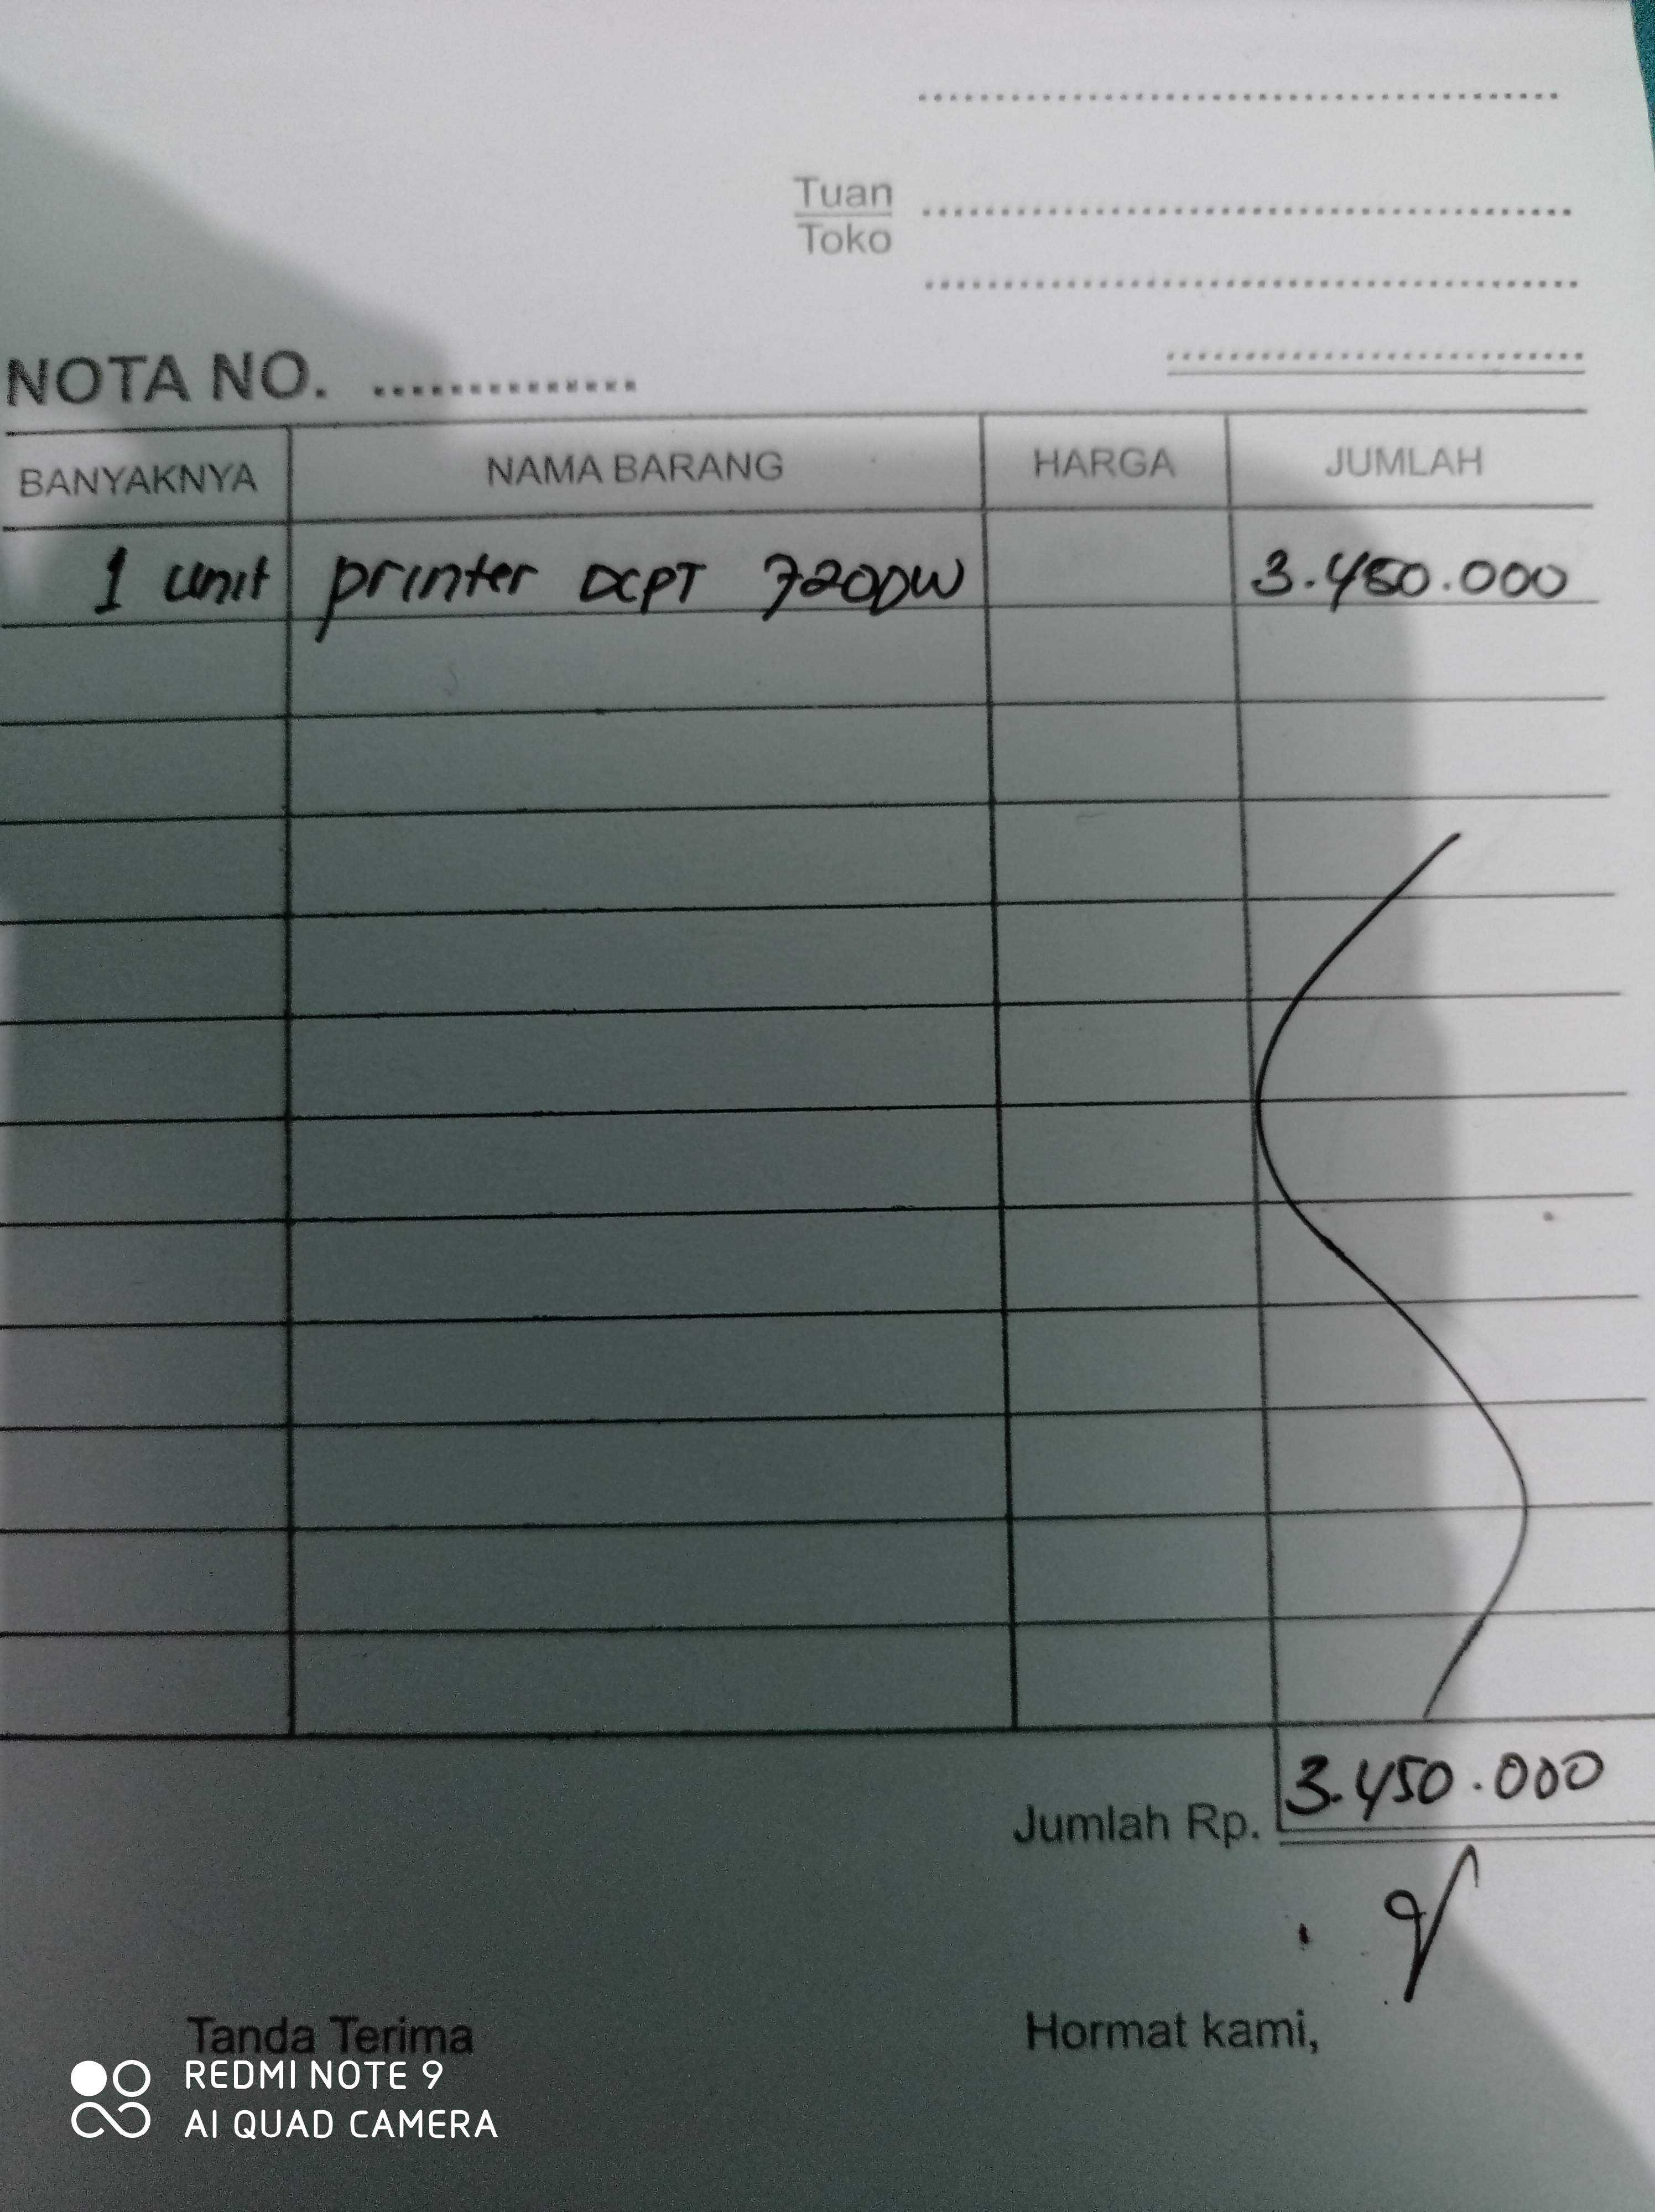 Tuan
Toko
NOTA NO. ..............
BANYAKNYA NAMA BARANG HARGA JUMLAH
1 unit printer DCPT 720DW 3.450.000
Jumlah Rp. 3.450.000
Tanda Terima Hormat kami,
REDMI NOTE 9
AI QUAD CAMERA